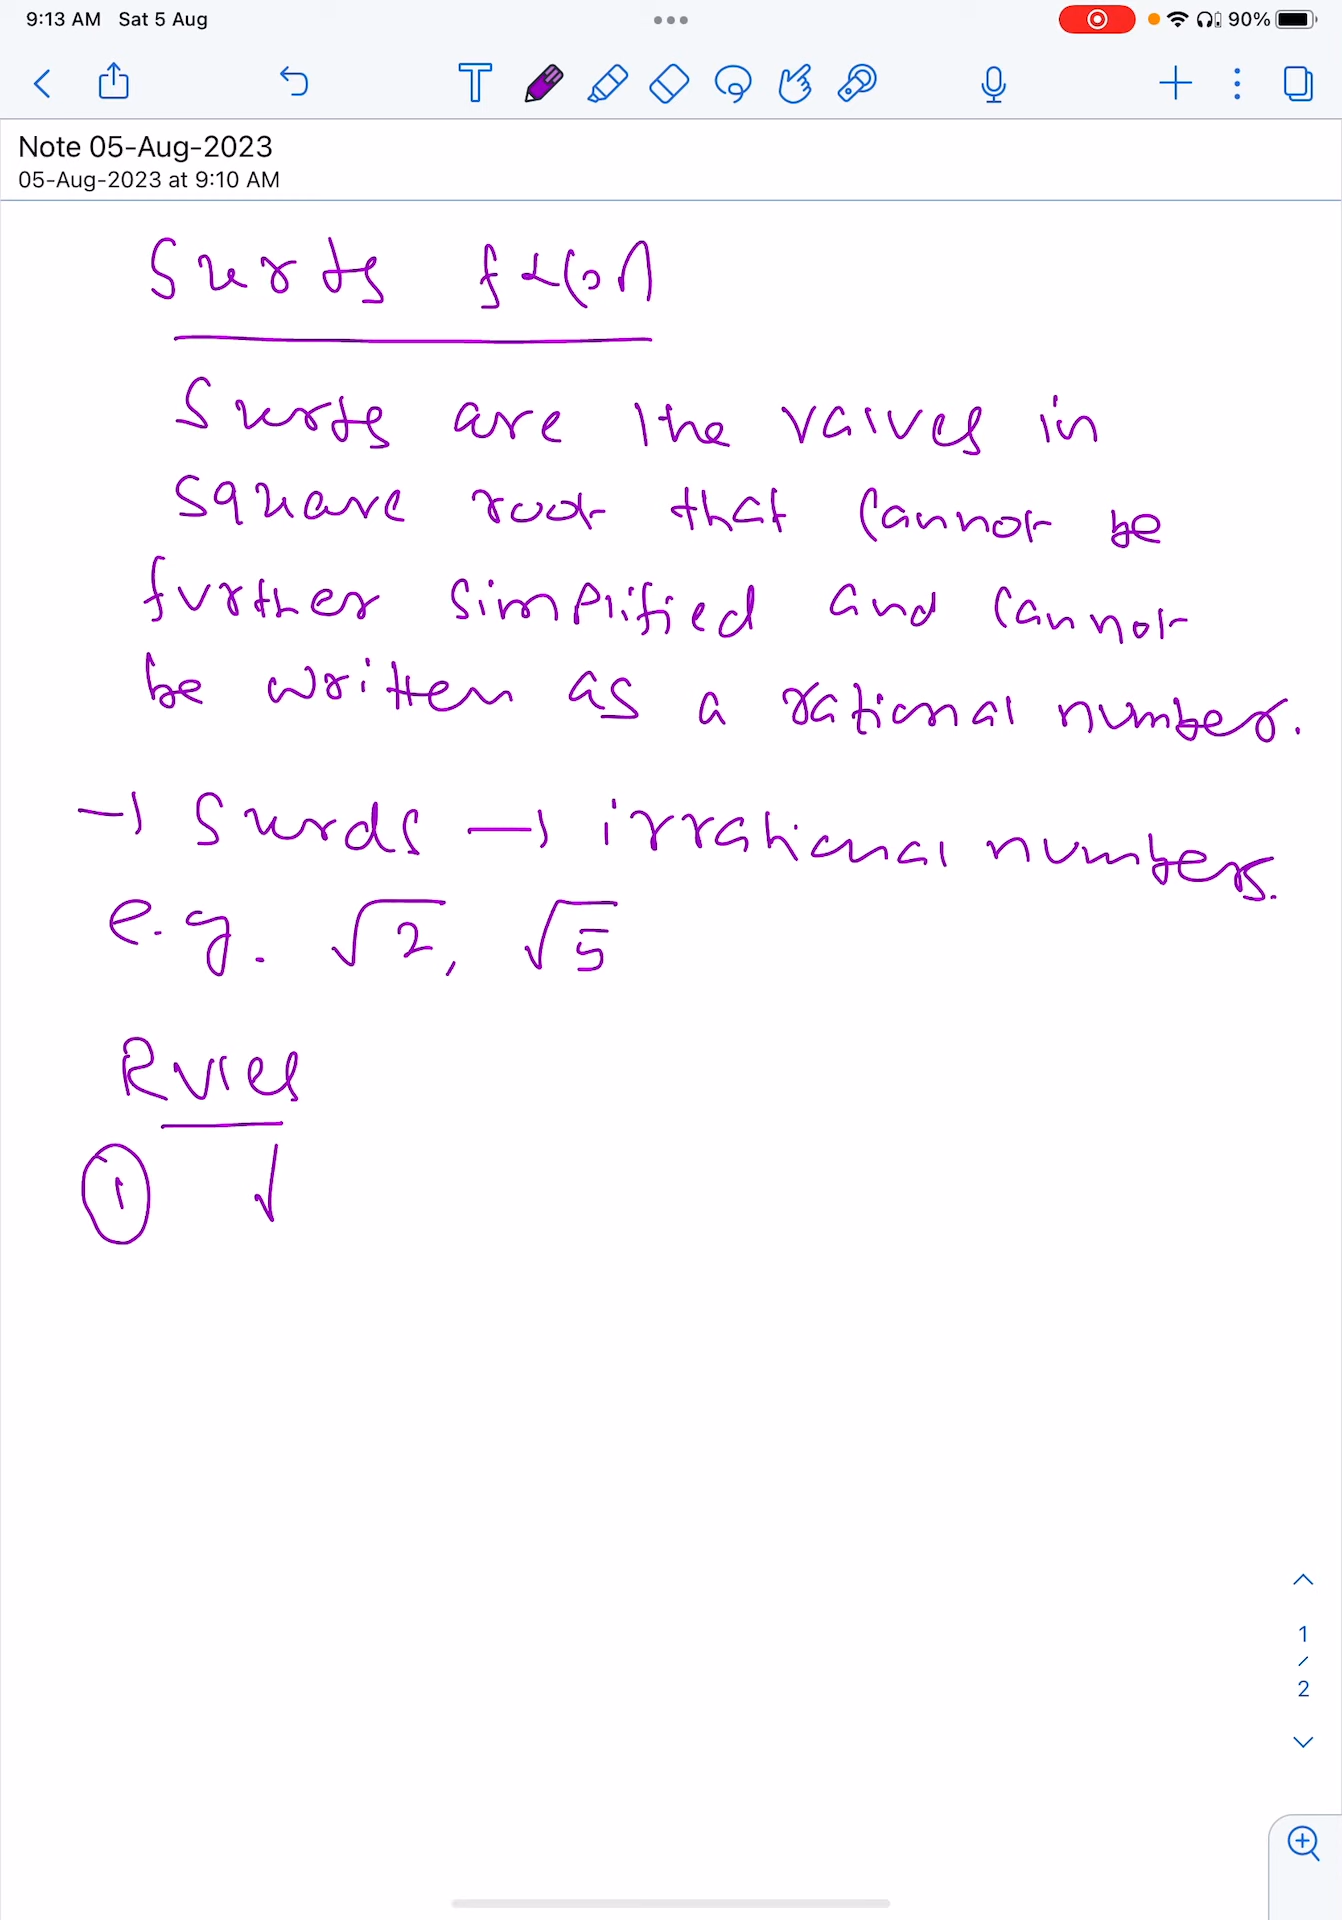 9:13 AM Sat 5 Aug
90%
Note 05-Aug-2023
05-Aug-2023 at 9:10 AM
Surds
Surds are the values in
square root that cannot be
further simplified and cannot
be written as a rational number.
→ Surds → irrational numbers.
e.g. √2, √5
Rules
① √
1
/
2